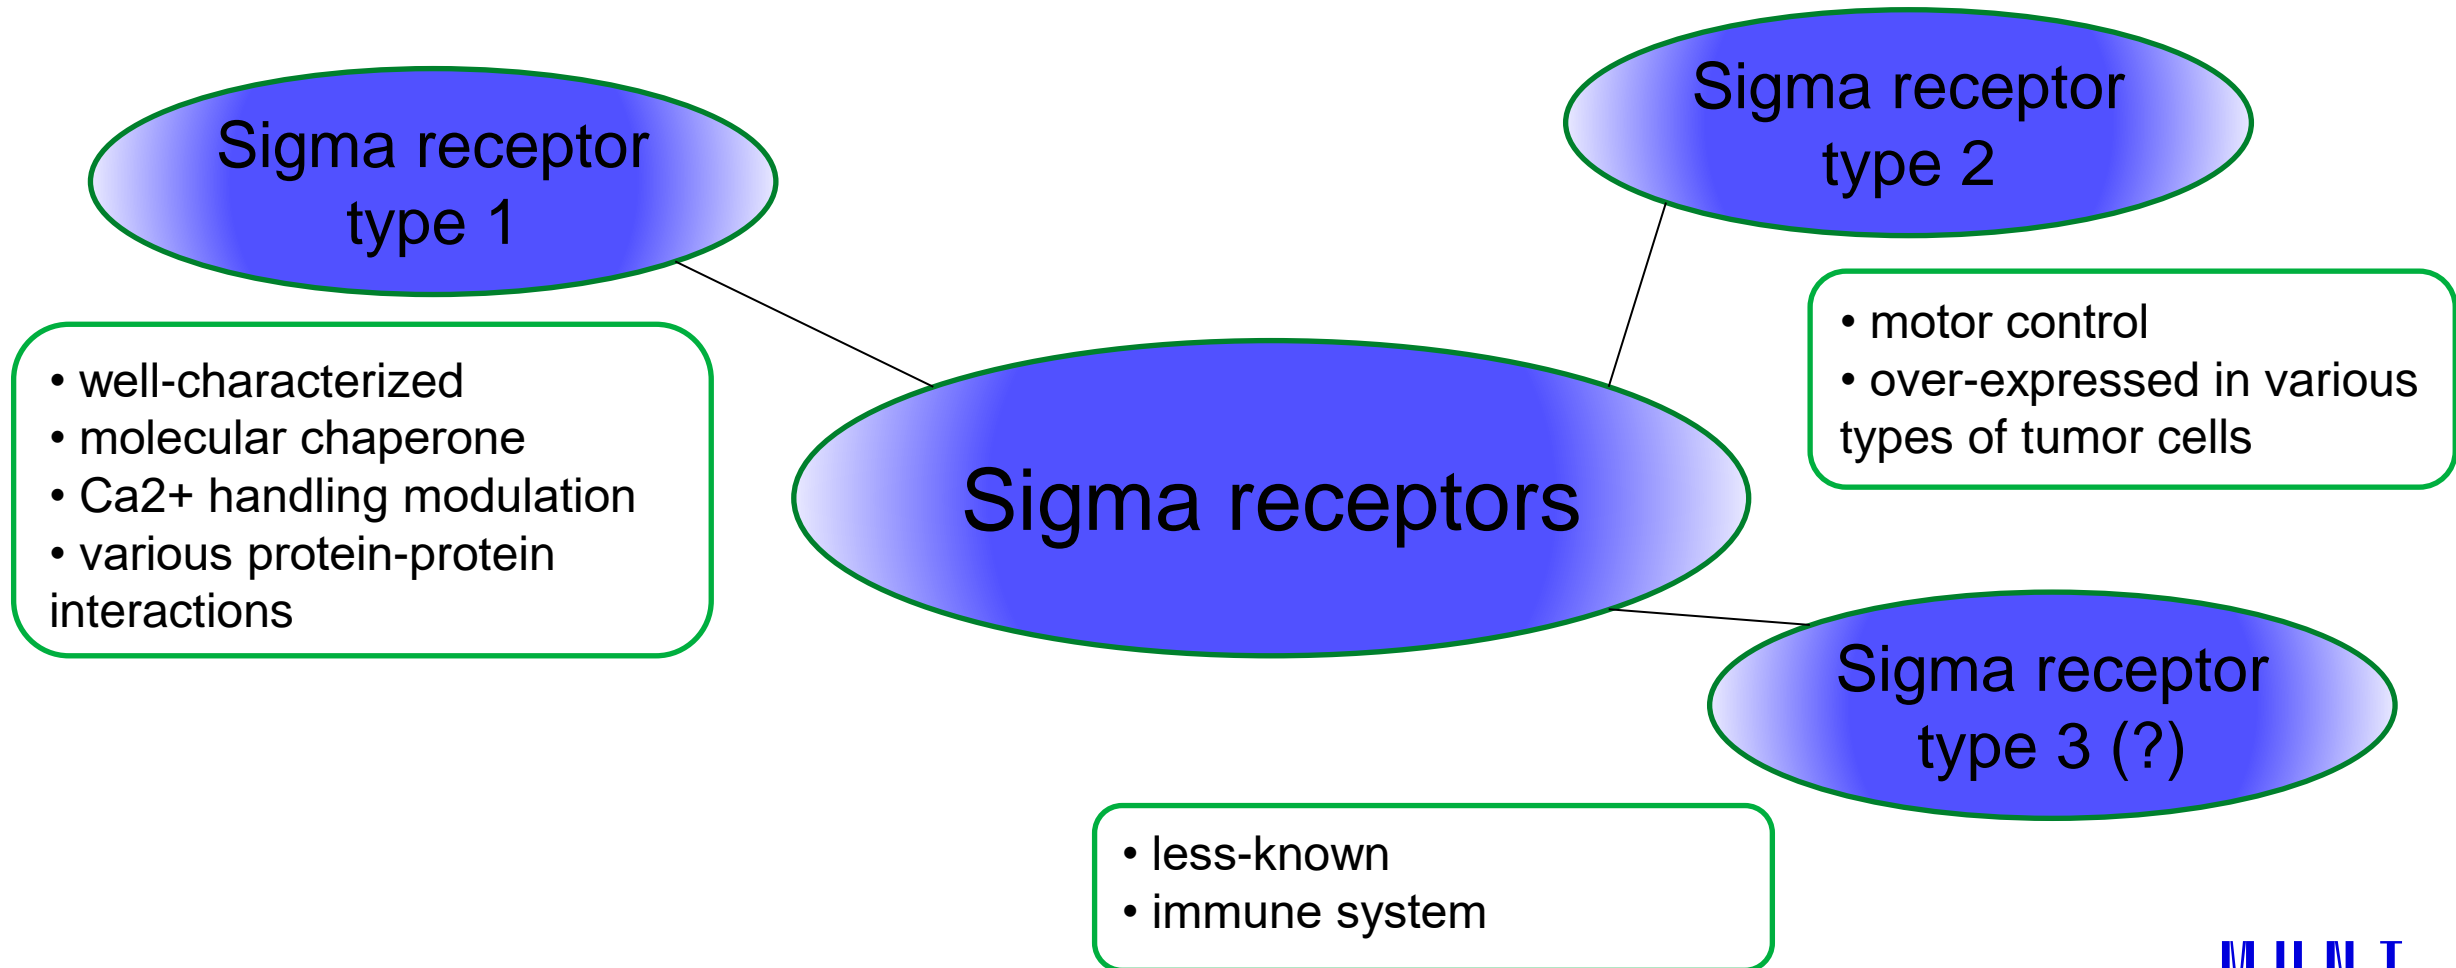 Sigma receptor
type 1
• well-characterized
• molecular chaperone
• Ca2+ handling modulation
• various protein-protein
interactions
Sigma receptors
Sigma receptor
type 2
• motor control
• over-expressed in various
types of tumor cells
Sigma receptor
type 3 (?)
• less-known
• immune system